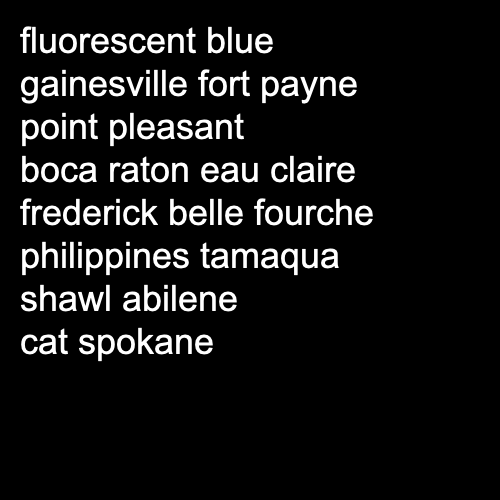 fluorescent blue
gainesville fort payne
point pleasant
boca raton eau claire
frederick belle fourche
philippines tamaqua
shawl abilene
cat spokane